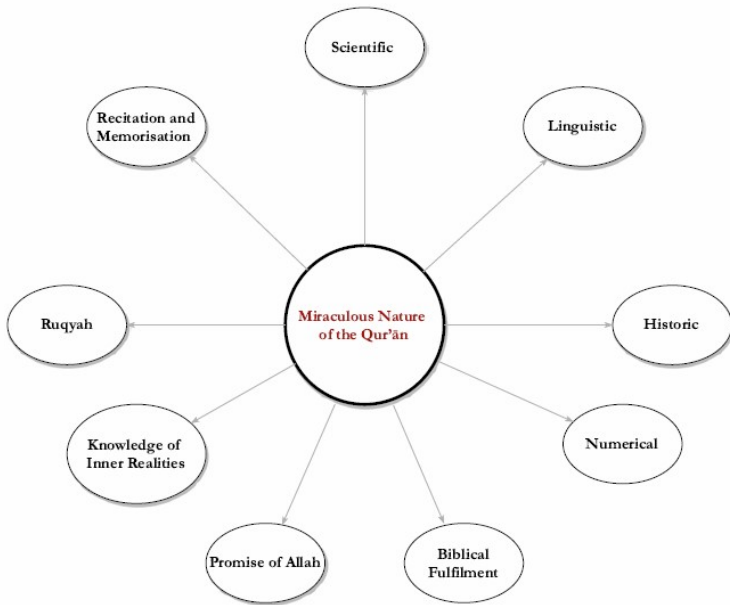 Scientific
Recitation and
Memorisation
Linguistic
Miraculous Nature
of the Qur'ān
Ruqyah
Historic
Knowledge of
Inner Realities
Numerical
Promise of Allah
Biblical
Fulfilment